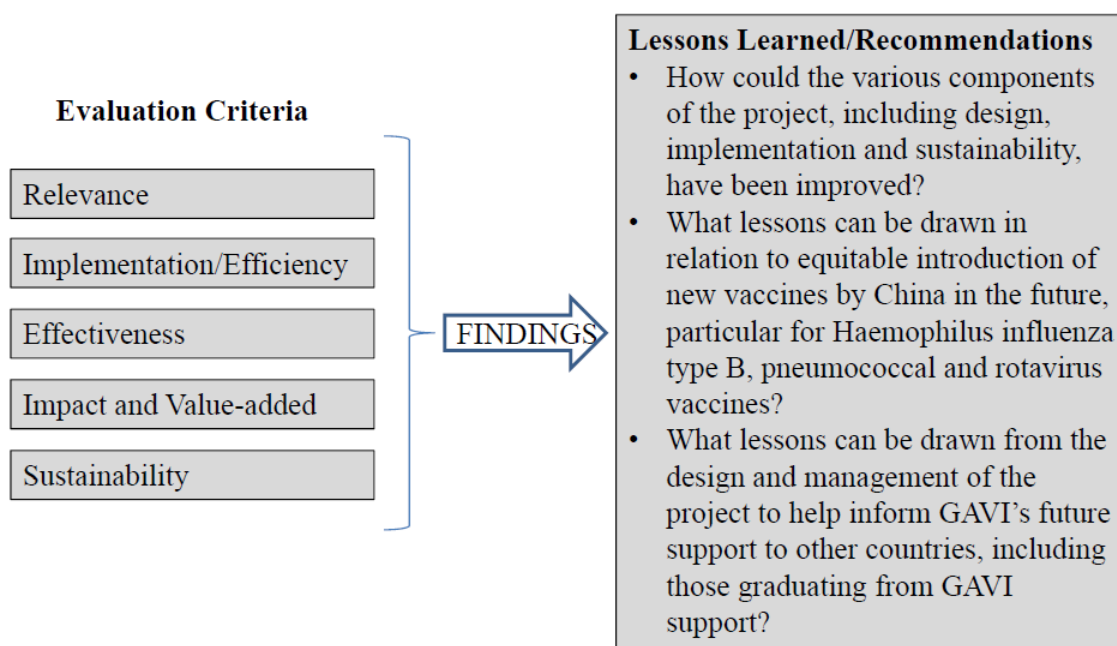 Evaluation Criteria
Relevance
Implementation/Efficiency
Effectiveness
Impact and Value-added
Sustainability
FINDINGS
Lessons Learned/Recommendations
• How could the various components
of the project, including design,
implementation and sustainability,
have been improved?
• What lessons can be drawn in
relation to equitable introduction of
new vaccines by China in the future,
particular for Haemophilus influenza
type B, pneumococcal and rotavirus
vaccines?
• What lessons can be drawn from the
design and management of the
project to help inform GAVI’s future
support to other countries, including
those graduating from GAVI
support?